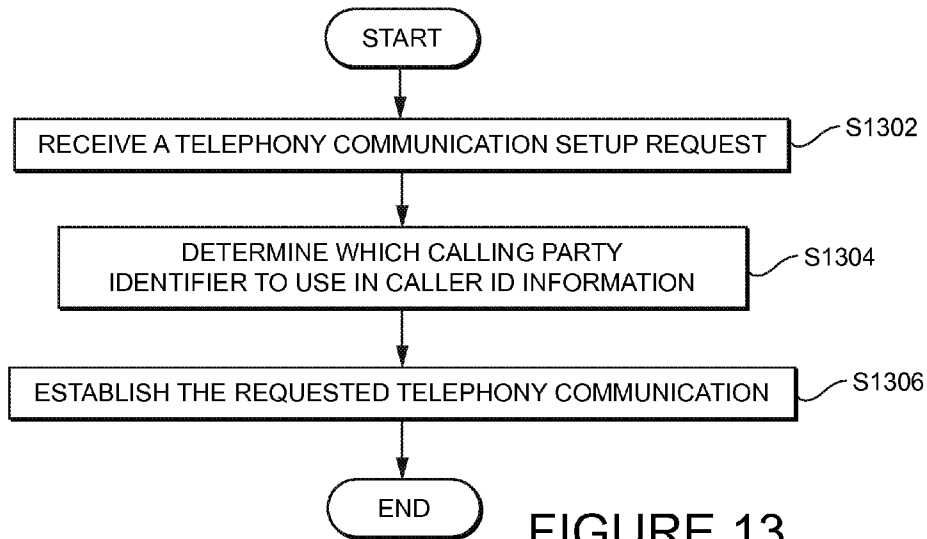 START
RECEIVE A TELEPHONY COMMUNICATION SETUP REQUEST
S1302
DETERMINE WHICH CALLING PARTY
IDENTIFIER TO USE IN CALLER ID INFORMATION
S1304
ESTABLISH THE REQUESTED TELEPHONY COMMUNICATION
S1306
END
FIGURE 13